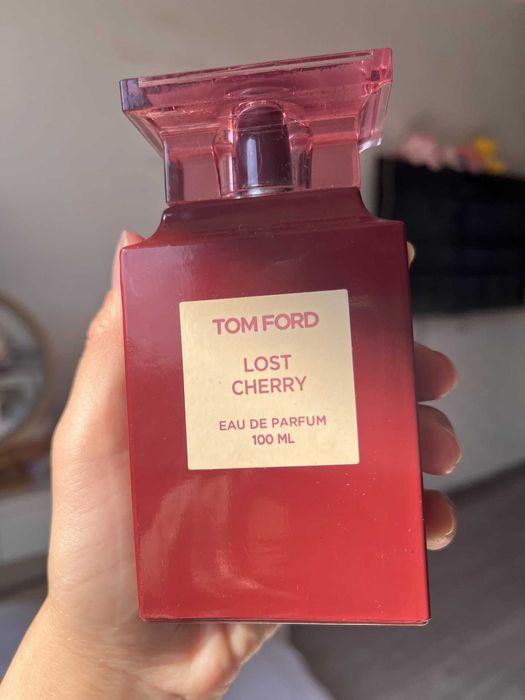 TOM FORD
LOST
CHERRY
EAU DE PARFUM
100 ML